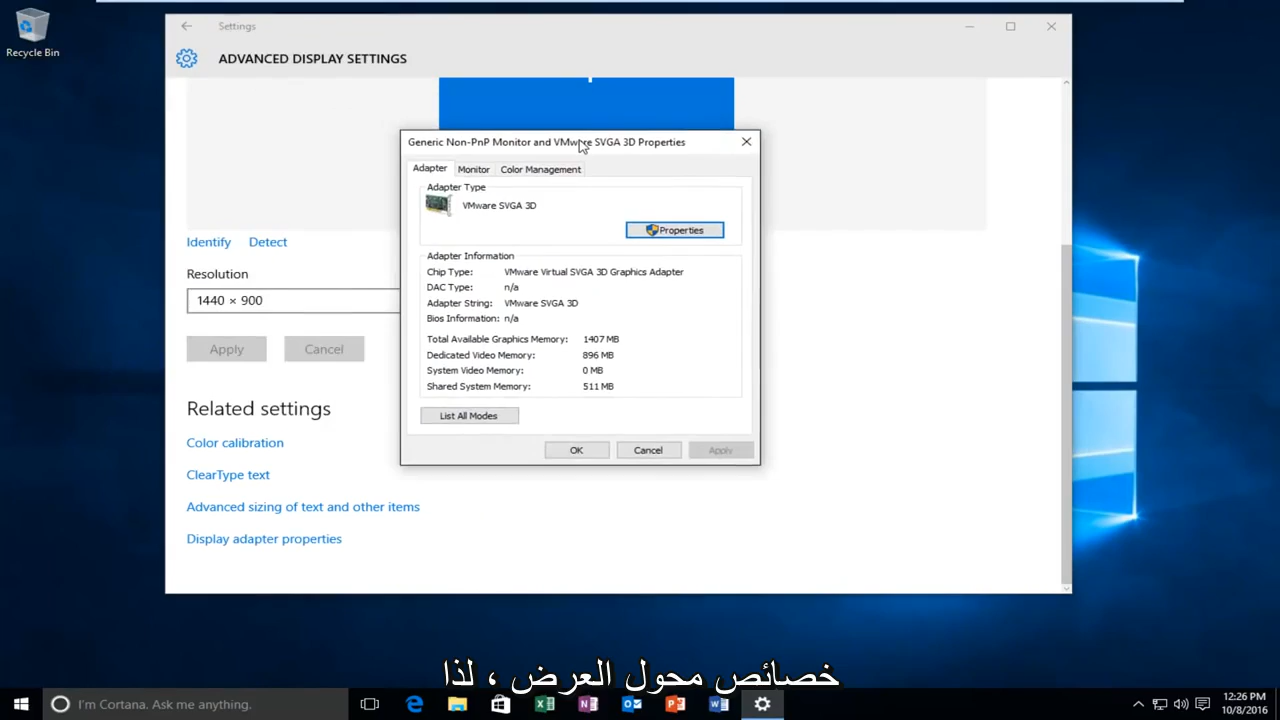 Recycle Bin
Settings
ADVANCED DISPLAY SETTINGS
Generic Non-PnP Monitor and VMware SVGA 3D Properties
Adapter
Monitor
Color Management
Adapter Type
VMware SVGA 3D
Properties
Adapter Information
Chip Type: VMware Virtual SVGA 3D Graphics Adapter
DAC Type: n/a
Adapter String: VMware SVGA 3D
Bios Information: n/a
Total Available Graphics Memory: 1407 MB
Dedicated Video Memory: 896 MB
System Video Memory: 0 MB
Shared System Memory: 511 MB
List All Modes
OK
Cancel
Apply
Identify
Detect
Resolution
1440 × 900
Apply
Cancel
Related settings
Color calibration
ClearType text
Advanced sizing of text and other items
Display adapter properties
خصائص محول العرض ، لذا
I'm Cortana. Ask me anything.
12:26 PM
10/8/2016